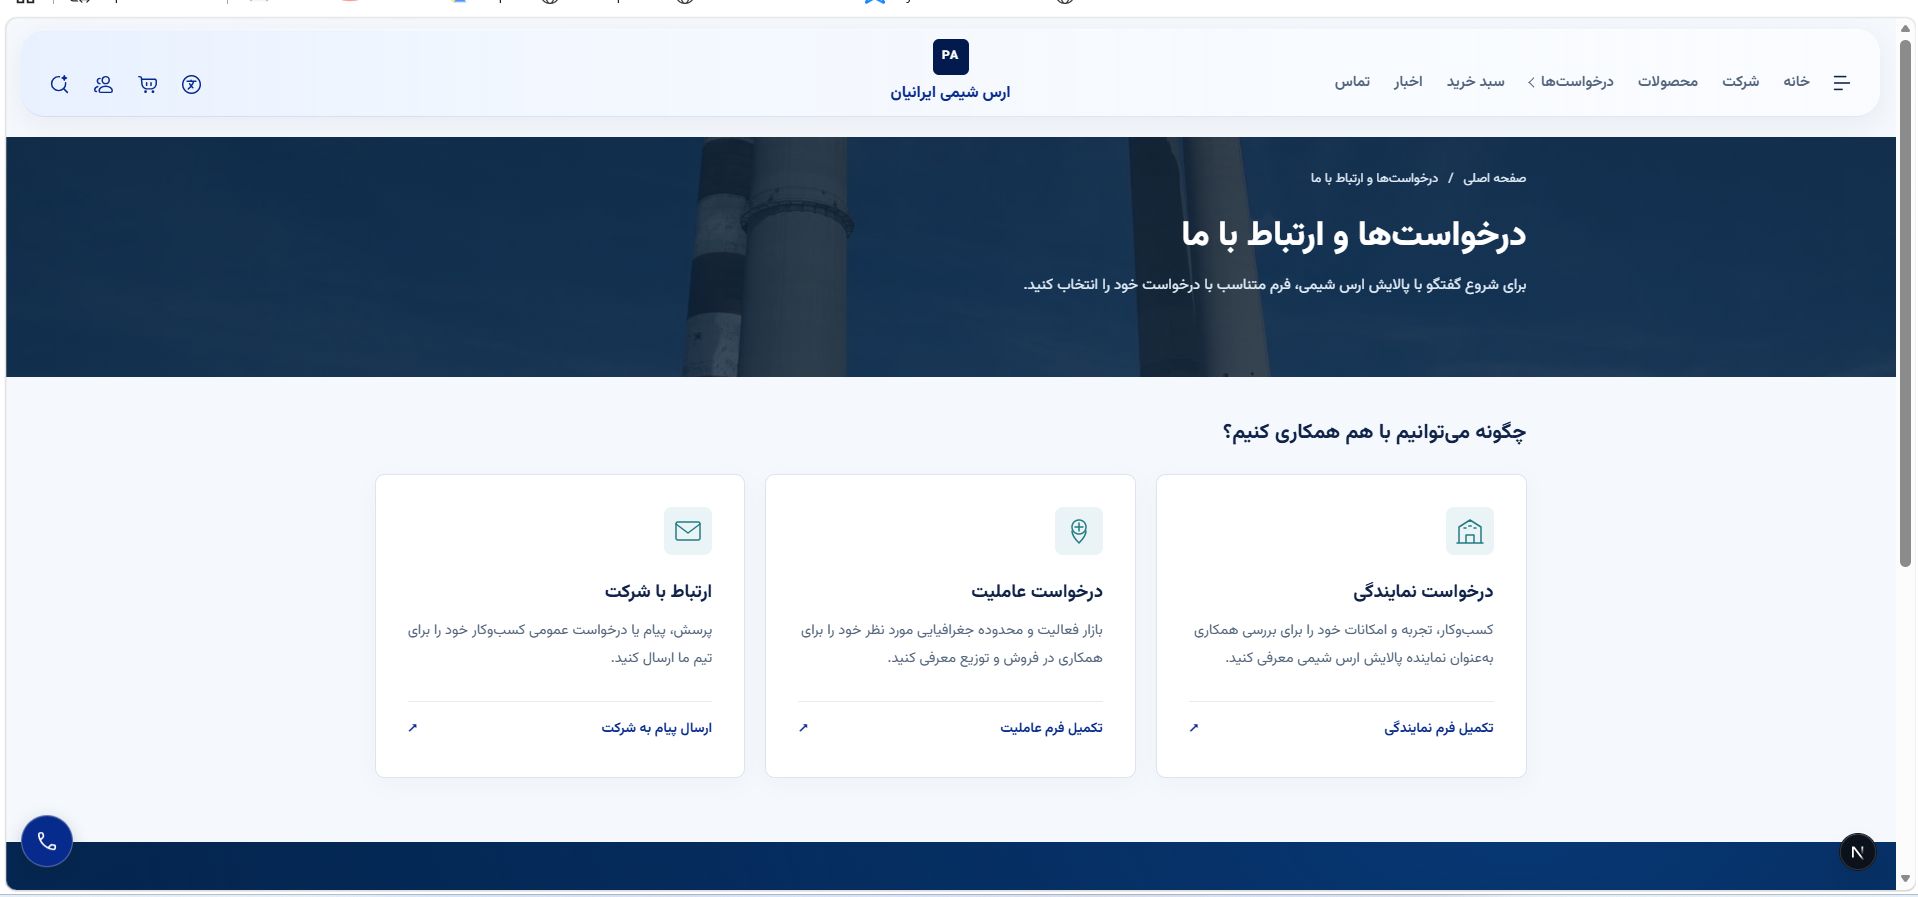 خانه
شرکت
محصولات
درخواست‌ها
سبد خرید
اخبار
تماس
PA
ارس شیمی ایرانیان
صفحه اصلی / درخواست‌ها و ارتباط با ما
درخواست‌ها و ارتباط با ما
برای شروع گفتگو با پالایش ارس شیمی، فرم متناسب با درخواست خود را انتخاب کنید.
چگونه می‌توانیم با هم همکاری کنیم؟
درخواست نمایندگی
کسب‌وکار، تجربه و امکانات خود را برای بررسی همکاری
به‌عنوان نماینده پالایش ارس شیمی معرفی کنید.
تکمیل فرم نمایندگی ↗
درخواست عاملیت
بازار فعالیت و محدوده جغرافیایی مورد نظر خود را برای
همکاری در فروش و توزیع معرفی کنید.
تکمیل فرم عاملیت ↗
ارتباط با شرکت
پرسش، پیام یا درخواست عمومی کسب‌وکار خود را برای
تیم ما ارسال کنید.
ارسال پیام به شرکت ↗
N